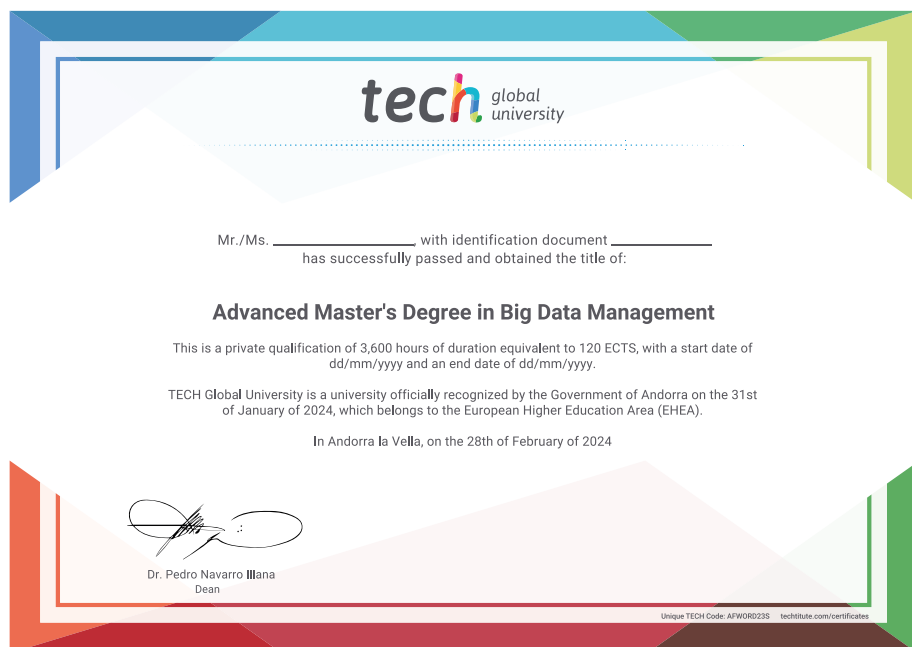 tech global university
Mr./Ms. ____________, with identification document ____________
has successfully passed and obtained the title of:
Advanced Master's Degree in Big Data Management
This is a private qualification of 3,600 hours of duration equivalent to 120 ECTS, with a start date of
dd/mm/yyyy and an end date of dd/mm/yyyy.
TECH Global University is a university officially recognized by the Government of Andorra on the 31st
of January of 2024, which belongs to the European Higher Education Area (EHEA).
In Andorra la Vella, on the 28th of February of 2024
Dr. Pedro Navarro Illana
Dean
Unique TECH Code: AFWORD23S techtitute.com/certificates